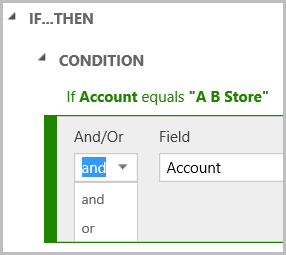 IF...THEN
CONDITION
If Account equals "A B Store"
And/Or Field
and Account
and
or